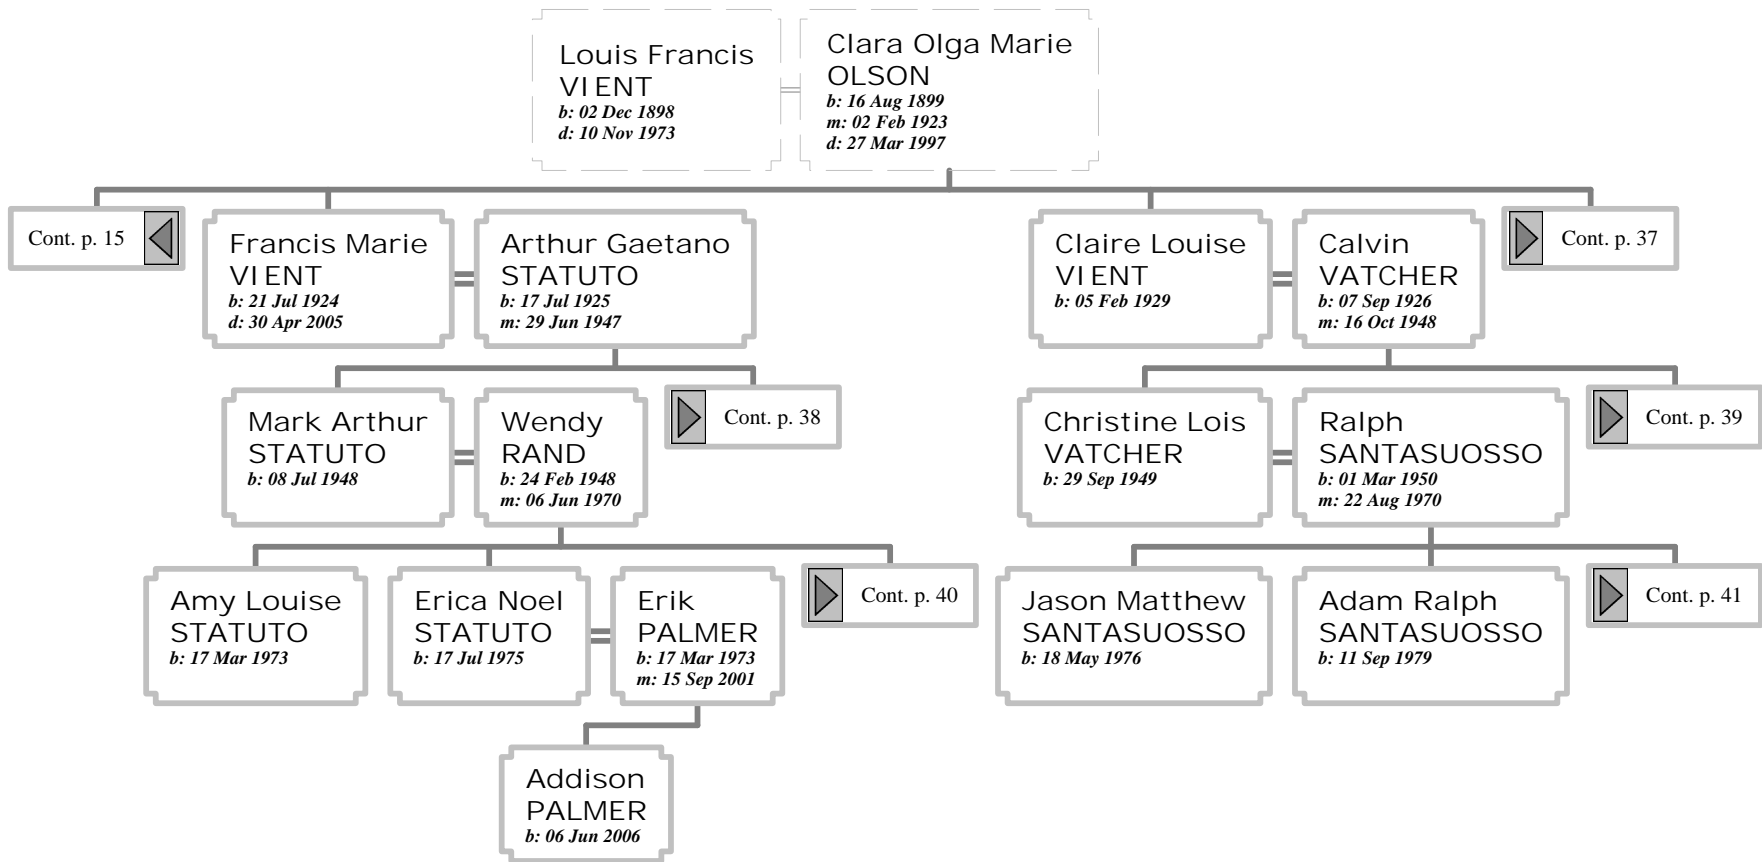 Louis Francis
VIENT
b: 02 Dec 1898
d: 10 Nov 1973
Clara Olga Marie
OLSON
b: 16 Aug 1899
m: 02 Feb 1923
d: 27 Mar 1997
Cont. p. 15
Francis Marie
VIENT
b: 21 Jul 1924
d: 30 Apr 2005
Arthur Gaetano
STATUTO
b: 17 Jul 1925
m: 29 Jun 1947
Claire Louise
VIENT
b: 05 Feb 1929
Calvin
VATCHER
b: 07 Sep 1926
m: 16 Oct 1948
Cont. p. 37
Mark Arthur
STATUTO
b: 08 Jul 1948
Wendy
RAND
b: 24 Feb 1948
m: 06 Jun 1970
Cont. p. 38
Christine Lois
VATCHER
b: 29 Sep 1949
Ralph
SANTASUOSSO
b: 01 Mar 1950
m: 22 Aug 1970
Cont. p. 39
Amy Louise
STATUTO
b: 17 Mar 1973
Erica Noel
STATUTO
b: 17 Jul 1975
Erik
PALMER
b: 17 Mar 1973
m: 15 Sep 2001
Cont. p. 40
Jason Matthew
SANTASUOSSO
b: 18 May 1976
Adam Ralph
SANTASUOSSO
b: 11 Sep 1979
Cont. p. 41
Addison
PALMER
b: 06 Jun 2006